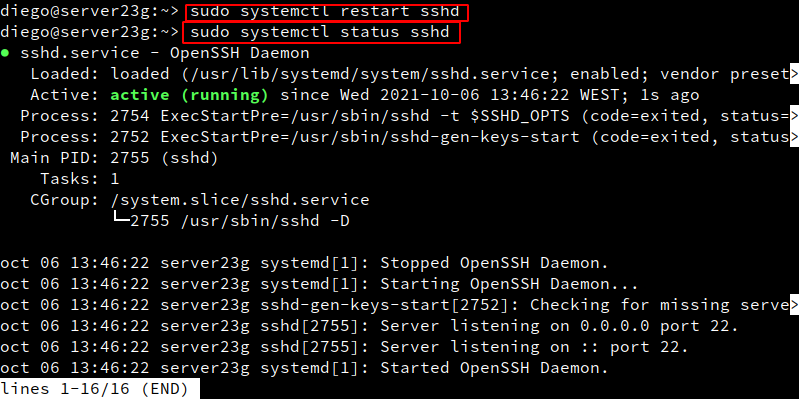 diego@server23g:~> sudo systemctl restart sshd
diego@server23g:~> sudo systemctl status sshd
● sshd.service - OpenSSH Daemon
   Loaded: loaded (/usr/lib/systemd/system/sshd.service; enabled; vendor preset>
   Active: active (running) since Wed 2021-10-06 13:46:22 WEST; 1s ago
  Process: 2754 ExecStartPre=/usr/sbin/sshd -t $SSHD_OPTS (code=exited, status=>
  Process: 2752 ExecStartPre=/usr/sbin/sshd-gen-keys-start (code=exited, status>
 Main PID: 2755 (sshd)
    Tasks: 1
   CGroup: /system.slice/sshd.service
           └─2755 /usr/sbin/sshd -D
oct 06 13:46:22 server23g systemd[1]: Stopped OpenSSH Daemon.
oct 06 13:46:22 server23g systemd[1]: Starting OpenSSH Daemon...
oct 06 13:46:22 server23g sshd-gen-keys-start[2752]: Checking for missing serve>
oct 06 13:46:22 server23g sshd[2755]: Server listening on 0.0.0.0 port 22.
oct 06 13:46:22 server23g sshd[2755]: Server listening on :: port 22.
oct 06 13:46:22 server23g systemd[1]: Started OpenSSH Daemon.
lines 1-16/16 (END)